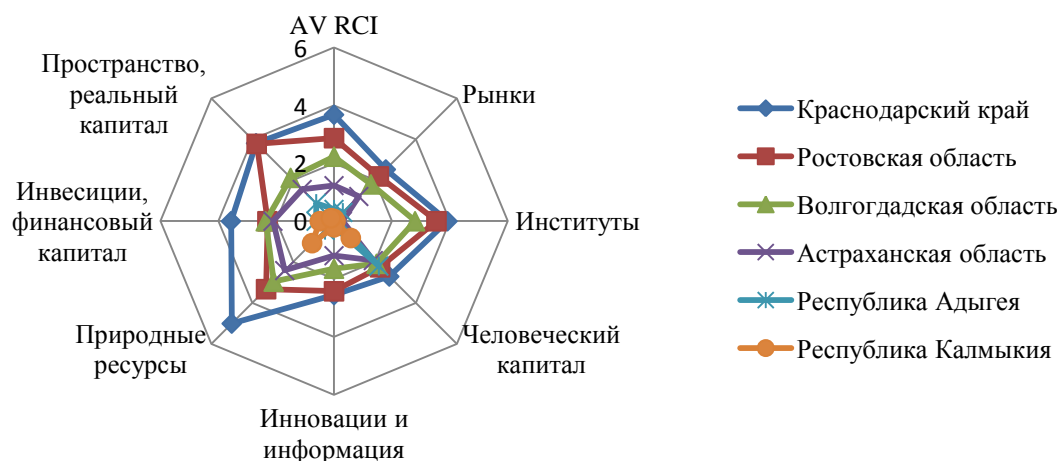 AV RCI
6
4
2
0
Рынки
Институты
Человеческий
капитал
Инновации и
информация
Природные
ресурсы
Инвесиции,
финансовый
капитал
Пространство,
реальный
капитал
Краснодарский край
Ростовская область
Волгогдадская область
Астраханская область
Республика Адыгея
Республика Калмыкия